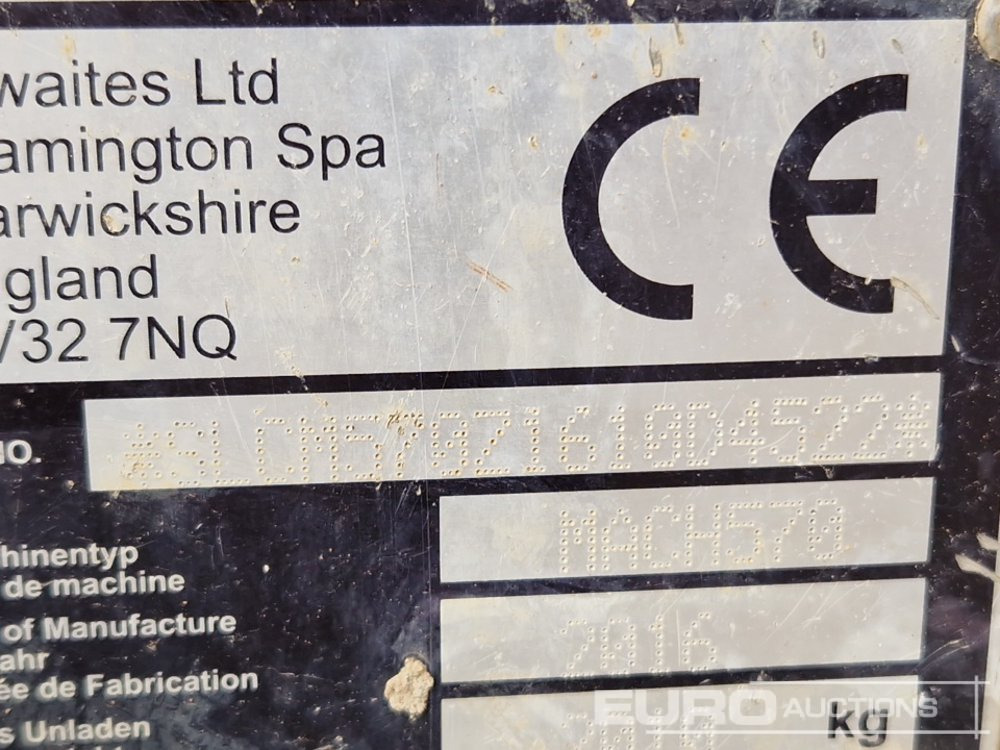 waites Ltd
amington Spa
arwickshire
gland
/32 7NQ
CE
NO. *SLCM570Z1610D4522*
MACH570
hinentyp
de machine
2016
of Manufacture
ahr
ée de Fabrication
s Unladen
kg
EURO AUCTIONS